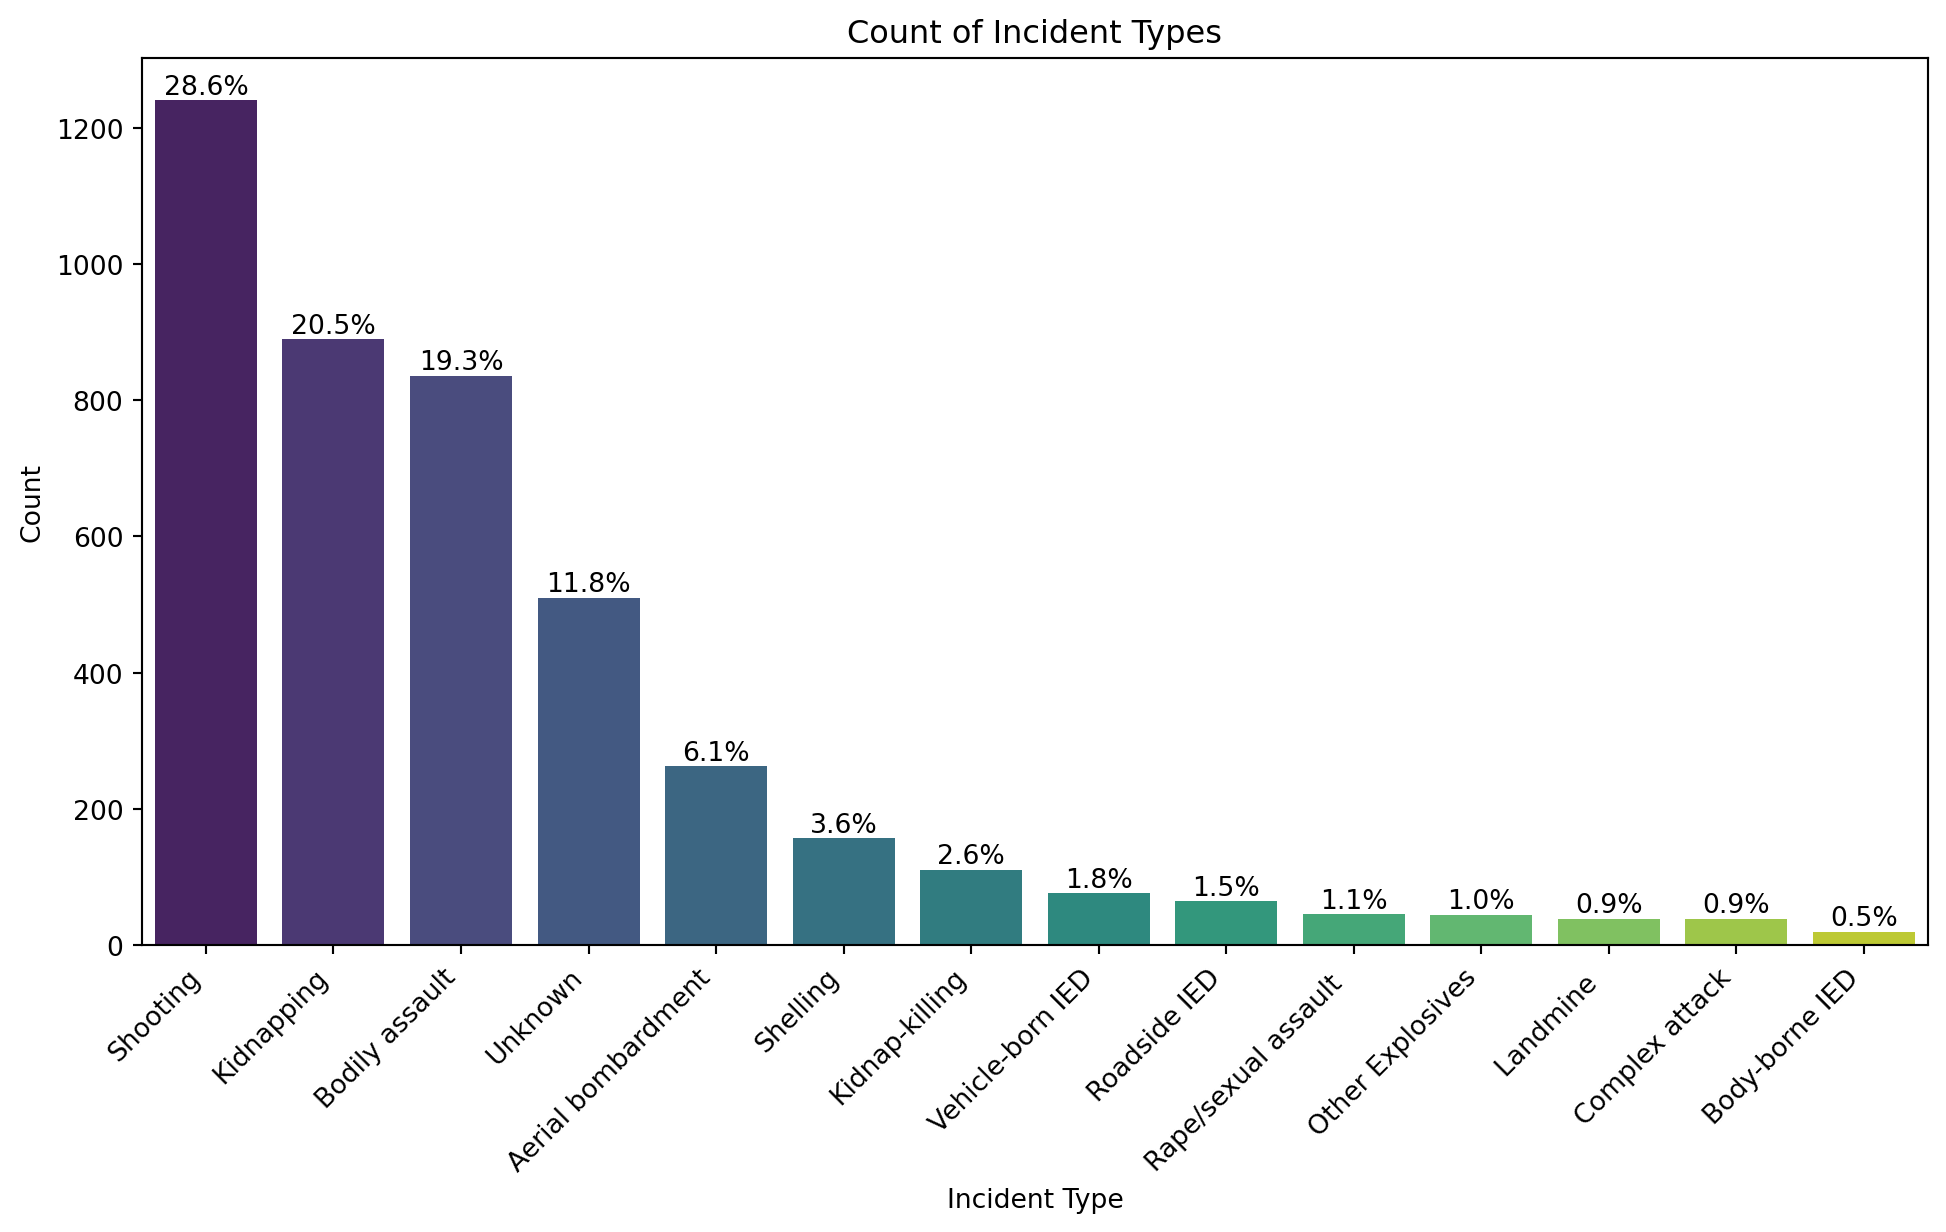 Count of Incident Types
Count
1200
1000
800
600
400
200
0
28.6%
20.5%
19.3%
11.8%
6.1%
3.6%
2.6%
1.8%
1.5%
1.1%
1.0%
0.9%
0.9%
0.5%
Shooting
Kidnapping
Bodilly assault
Unknown
Aerial bombardment
Shelling
Kidnap-killing
Vehicle-born IED
Roadside IED
Rape/sexual assault
Other Explosives
Landmine
Complex attack
Body-borne IED
Incident Type